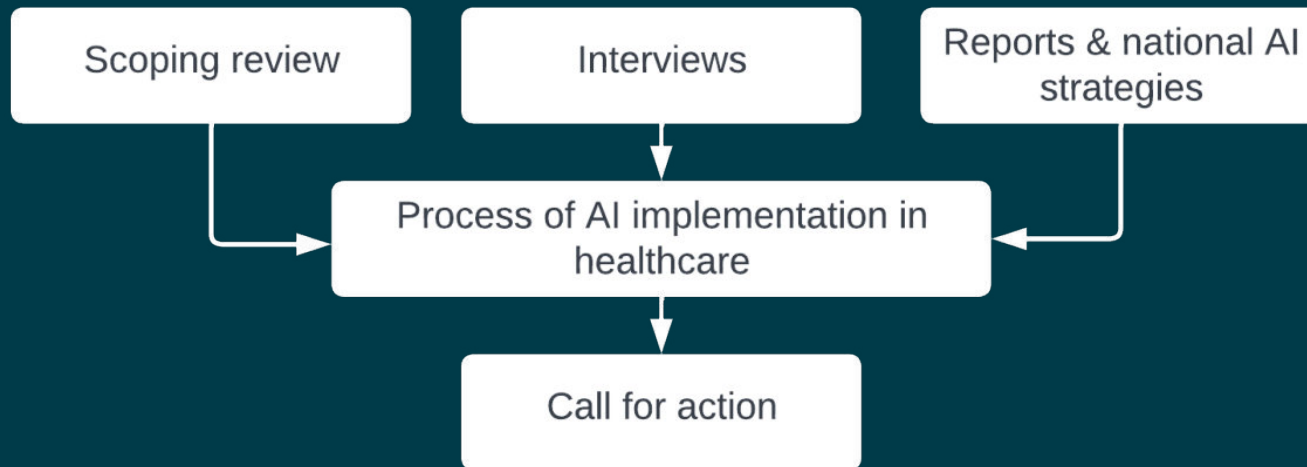 Scoping review
Interviews
Reports & national AI
strategies
Process of AI implementation in
healthcare
Call for action